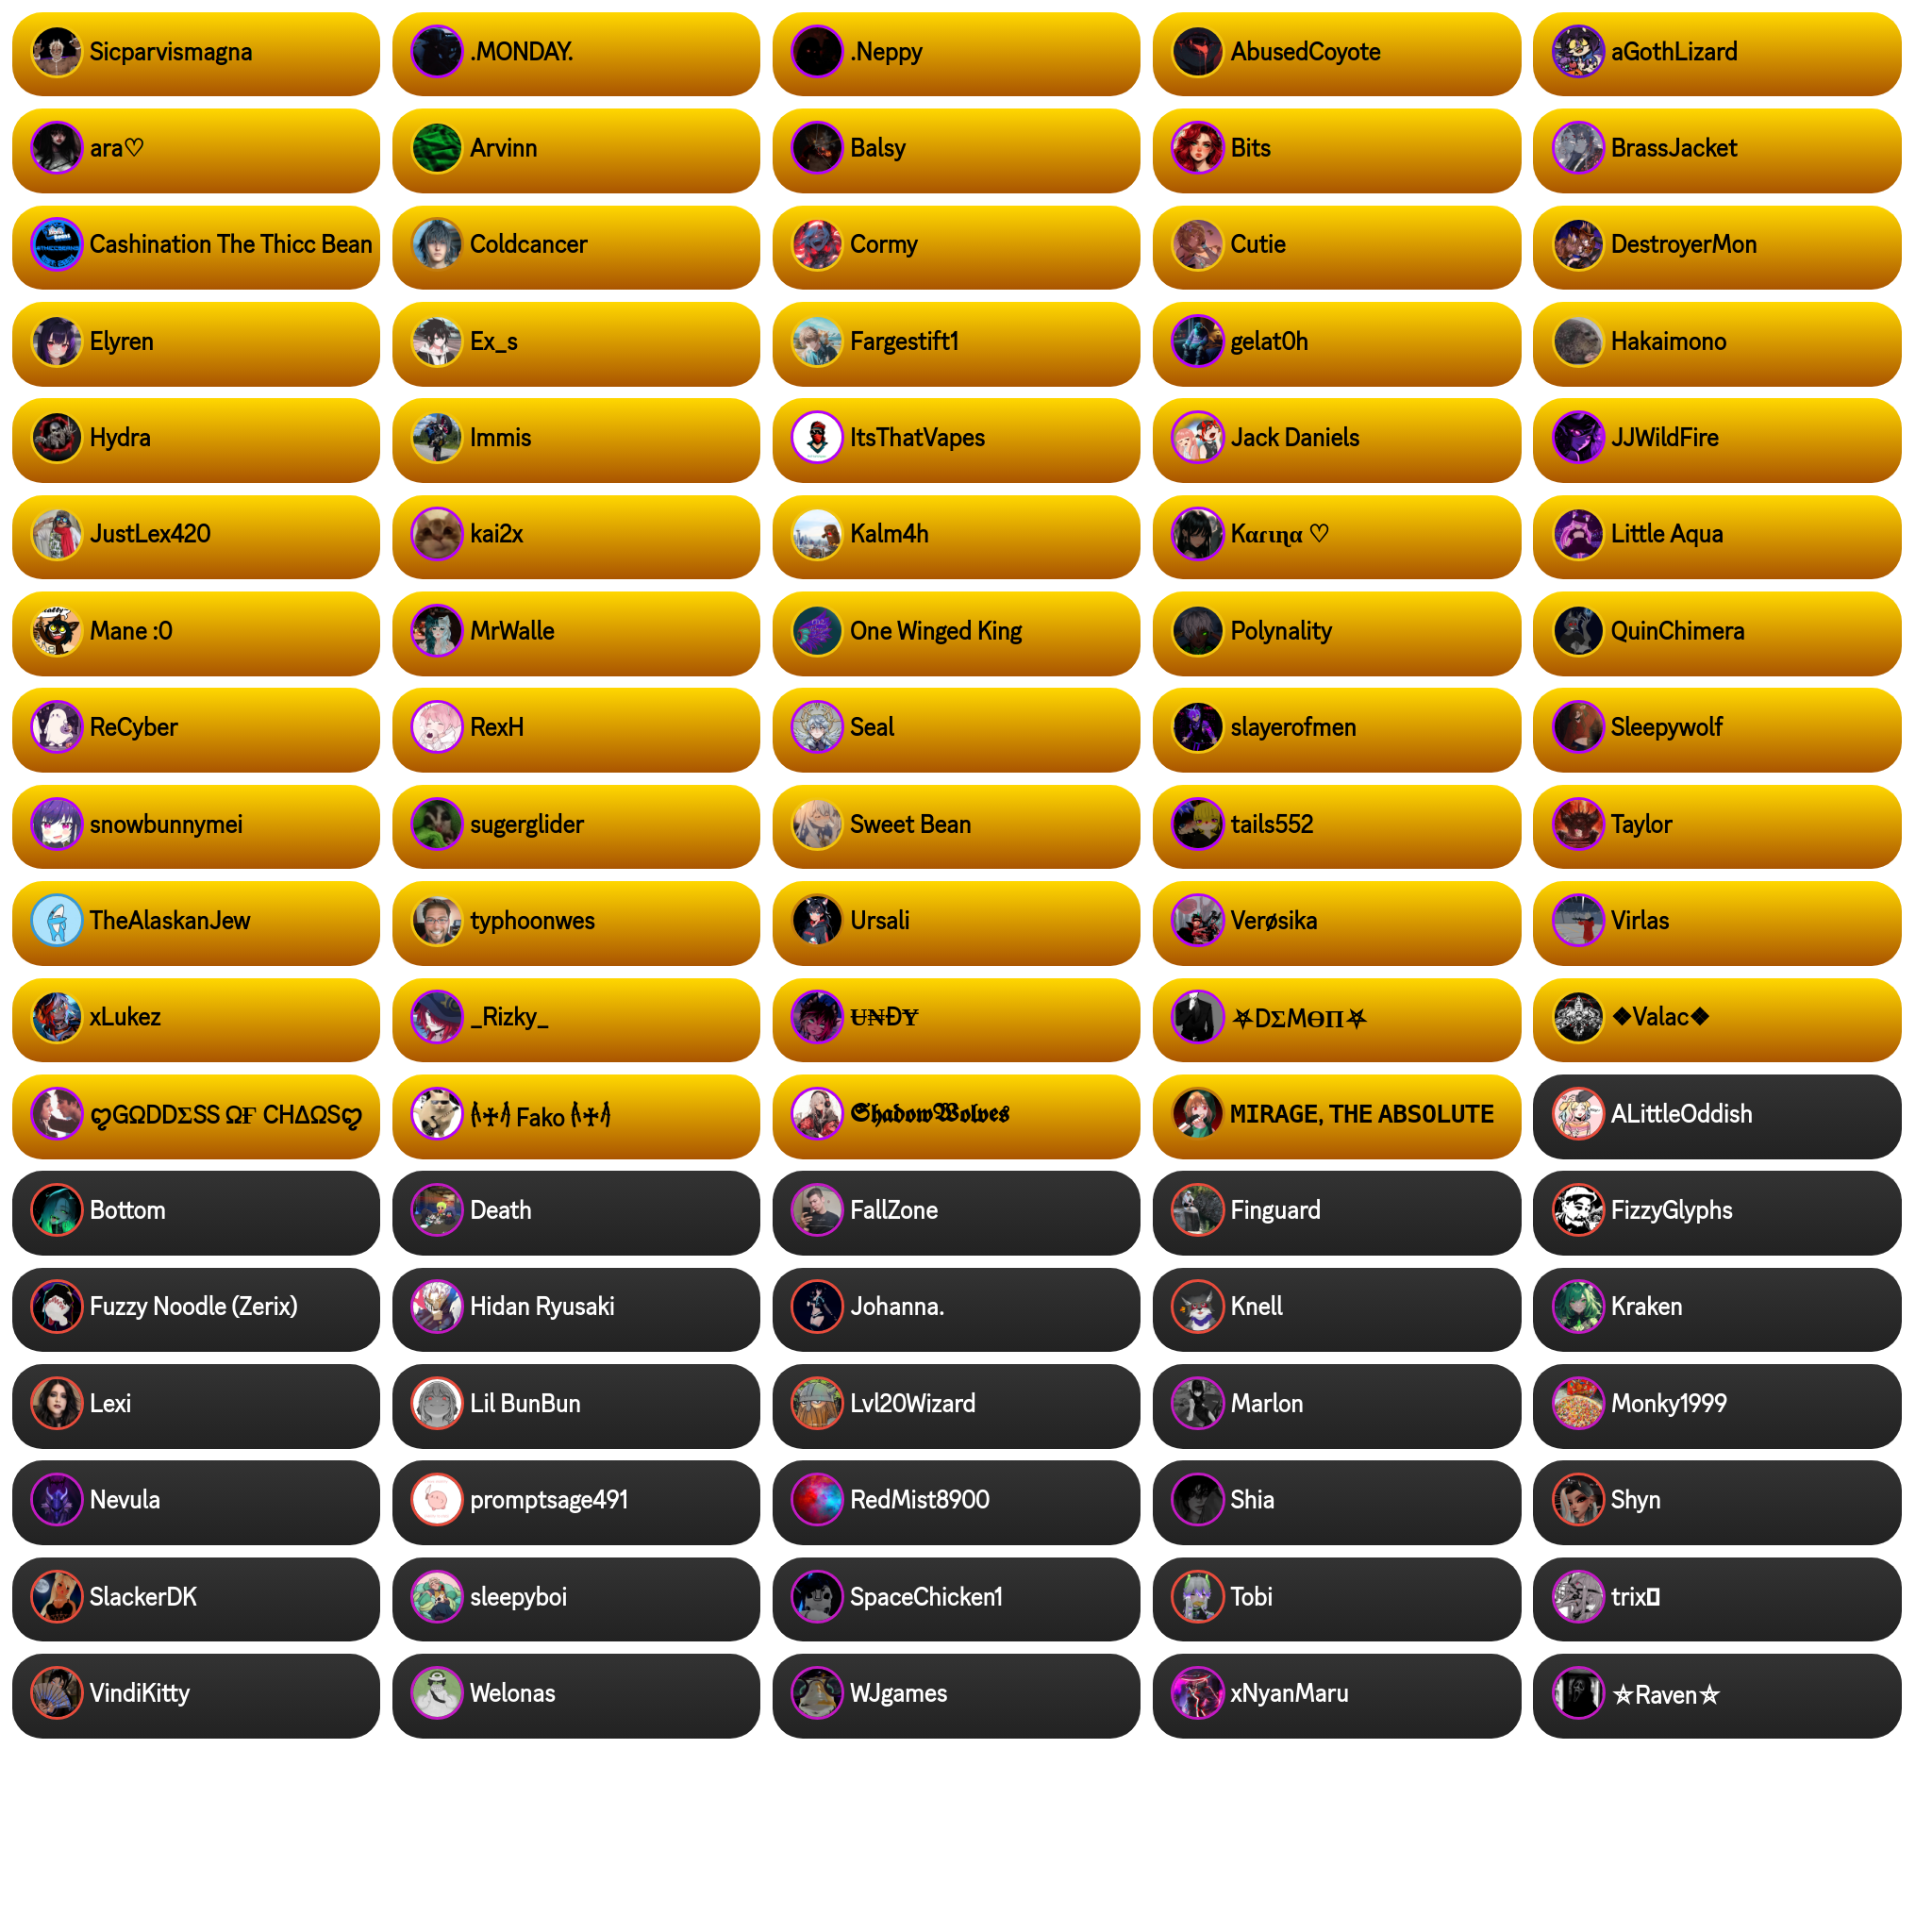 Sicparvismagna
.MONDAY.
.Neppy
AbusedCoyote
aGothLizard
ara♡
Arvinn
Balsy
Bits
BrassJacket
Cashination The Thicc Bean
Coldcancer
Cormy
Cutie
DestroyerMon
Elyren
Ex_s
Fargestift1
gelat0h
Hakaimono
Hydra
Immis
ItsThatVapes
Jack Daniels
JJWildFire
JustLex420
kai2x
Kalm4h
Kαɾιɳα ♡
Little Aqua
Mane :0
MrWalle
One Winged King
Polynality
QuinChimera
ReCyber
RexH
Seal
slayerofmen
Sleepywolf
snowbunnymei
sugerglider
Sweet Bean
tails552
Taylor
TheAlaskanJew
typhoonwes
Ursali
Verøsika
Virlas
xLukez
_Rizky_
ɄN̶ĐɎ
⛧DΣMӨΠ⛧
❖Valac❖
ღGΩDDΣSS ΩҒ CHΔΩSღ
Fako
𝕾𝖍𝖆𝖉𝖔𝖜𝖂𝖔𝖑𝖛𝖊𝖘
MIRAGE, THE ABSOLUTE
ALittleOddish
Bottom
Death
FallZone
Finguard
FizzyGlyphs
Fuzzy Noodle (Zerix)
Hidan Ryusaki
Johanna.
Knell
Kraken
Lexi
Lil BunBun
Lvl20Wizard
Marlon
Monky1999
Nevula
promptsage491
RedMist8900
Shia
Shyn
SlackerDK
sleepyboi
SpaceChicken1
Tobi
trix
VindiKitty
Welonas
WJgames
xNyanMaru
⛤Raven⛤